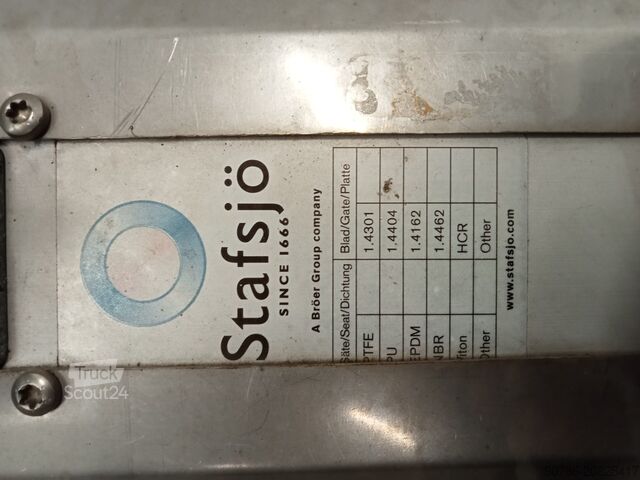 Stafsjö
SINCE 1666
A Bröer Group company
Säte/Seat/Dichtung Blad/Gate/Platte
PTFE 1.4301
PU 1.4404
EPDM 1.4162
NBR 1.4462
Viton HCR
Other Other
www.stafsjo.com
Truck
Scout24